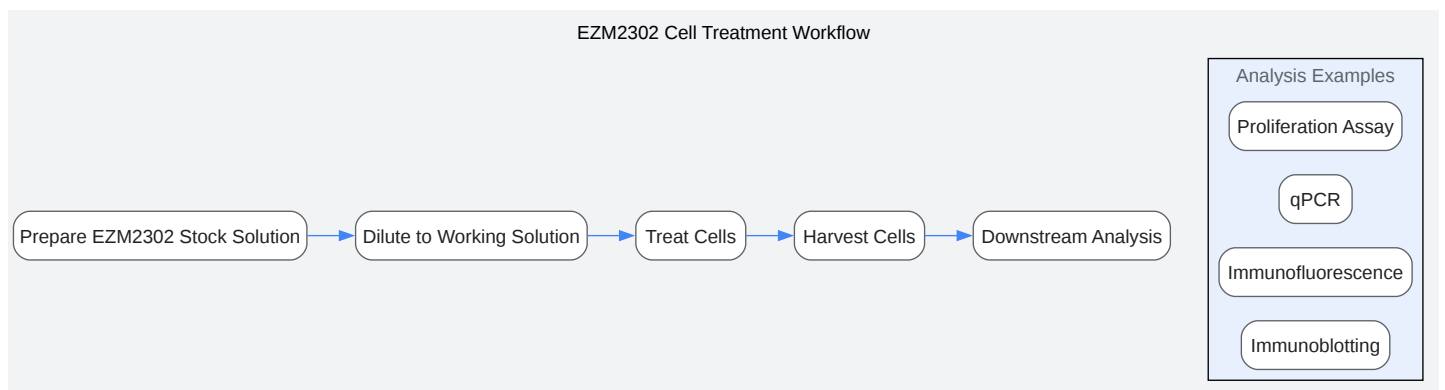 EZM2302 Cell Treatment Workflow
Prepare EZM2302 Stock Solution
Dilute to Working Solution
Treat Cells
Harvest Cells
Downstream Analysis
Analysis Examples
Proliferation Assay
qPCR
Immunofluorescence
Immunoblotting